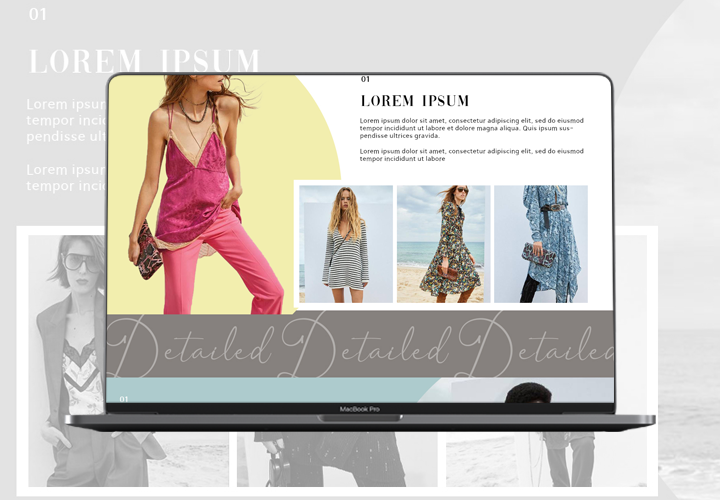 01
LOREM IPSUM
Lorem ipsum
tempor incid
pendisse ult
Lorem ipsum
tempor incid
01
LOREM IPSUM
Lorem ipsum dolor sit amet, consectetur adipiscing elit, sed do eiusmod
tempor incididunt ut labore et dolore magna aliqua. Quis ipsum sus-
pendisse ultrices gravida.
Lorem ipsum dolor sit amet, consectetur adipiscing elit, sed do eiusmod
tempor incididunt ut labore
Detailed Detailed Detailed
01
MacBook Pro